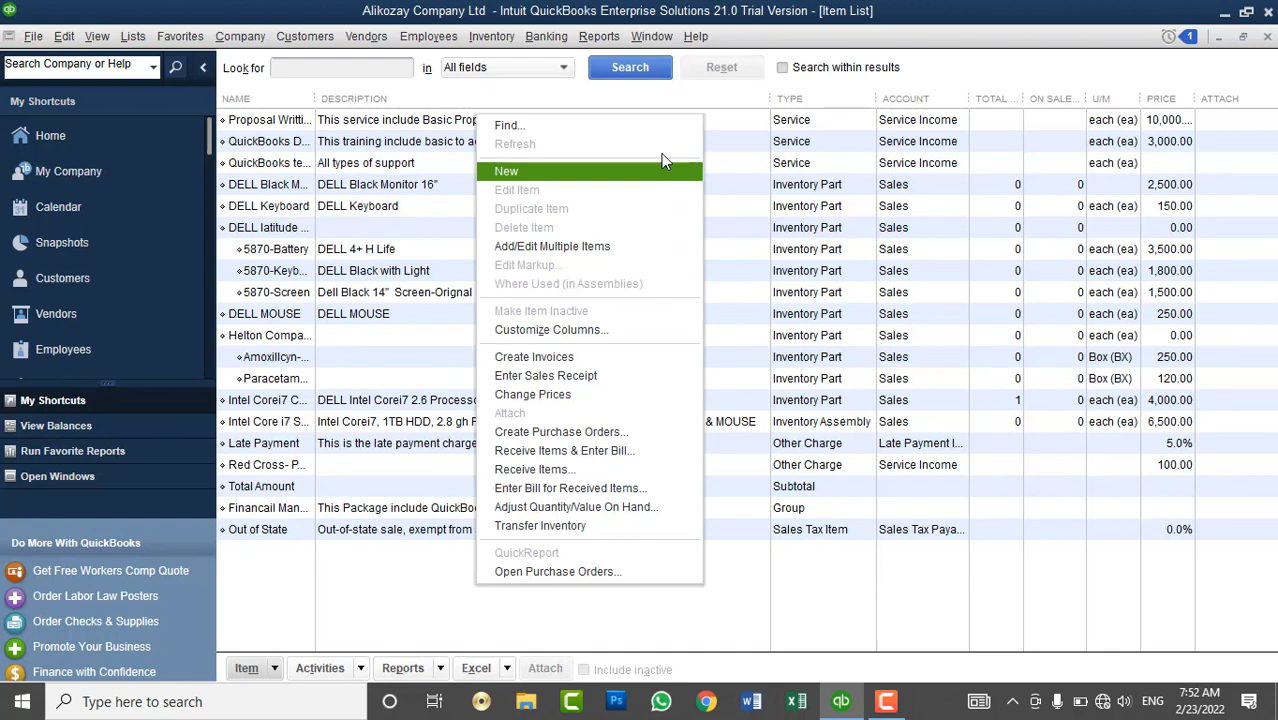 Alikozay Company Ltd - Intuit QuickBooks Enterprise Solutions 21.0 Trial Version - [Item List]
File Edit View Lists Favorites Company Customers Vendors Employees Inventory Banking Reports Window Help 1
Search Company or Help
Look for in All fields Search Reset Search within results
My Shortcuts
Home
My Company
Calendar
Snapshots
Customers
Vendors
Employees
My Shortcuts
View Balances
Run Favorite Reports
Open Windows
Do More With QuickBooks
Get Free Workers Comp Quote
Order Labor Law Posters
Order Checks & Supplies
Promote Your Business
Finance with Confidence
NAME DESCRIPTION TYPE ACCOUNT TOTAL ... ON SALE... U/M PRICE ATTACH
Proposal Writti... This service include Basic Prop Service Service Income each (ea) 10,000....
QuickBooks D... This training include basic to a Service Service Income each (ea) 3,000.00
QuickBooks te... All types of support Service Service Income each (ea)
DELL Black M... DELL Black Monitor 16" Inventory Part Sales 0 0 2,500.00
DELL Keyboard DELL Keyboard Inventory Part Sales 0 0 each (ea) 150.00
DELL latitude ... Inventory Part Sales 0 0 0.00
5870-Battery DELL 4+ H Life Inventory Part Sales 0 0 each (ea) 3,500.00
5870-Keyb... DELL Black with Light Inventory Part Sales 0 0 each (ea) 1,800.00
5870-Screen Dell Black 14" Screen-Orignal Inventory Part Sales 0 0 each (ea) 1,500.00
DELL MOUSE DELL MOUSE Inventory Part Sales 0 0 each (ea) 250.00
Helton Compa... Inventory Part Sales 0 0 each (ea) 0.00
Amoxillcyn-... Inventory Part Sales 0 0 Box (BX) 250.00
Paracetam... Inventory Part Sales 0 0 Box (BX) 120.00
Intel Corei7 C... DELL Intel Corei7 2.6 Process Inventory Part Sales 1 0 each (ea) 4,000.00
Intel Core i7 S... Intel Corei7, 1TB HDD, 2.8 gh & MOUSE Inventory Assembly Sales 0 0 each (ea) 6,500.00
Late Payment This is the late payment charge Other Charge Late Payment I... 5.0%
Red Cross- P... Other Charge Service Income 100.00
Total Amount Subtotal
Financail Man... This Package include QuickBo Group
Out of State Out-of-state sale, exempt from Sales Tax Item Sales Tax Paya... 0.0%
Find...
Refresh
New
Edit Item
Duplicate Item
Delete Item
Add/Edit Multiple Items
Edit Markup...
Where Used (in Assemblies)
Make Item Inactive
Customize Columns...
Create Invoices
Enter Sales Receipt
Change Prices
Attach
Create Purchase Orders...
Receive Items & Enter Bill...
Receive Items...
Enter Bill for Received Items...
Adjust Quantity/Value On Hand...
Transfer Inventory
QuickReport
Open Purchase Orders...
Item Activities Reports Excel Attach Include inactive
Type here to search
ENG
7:52 AM
2/23/2022